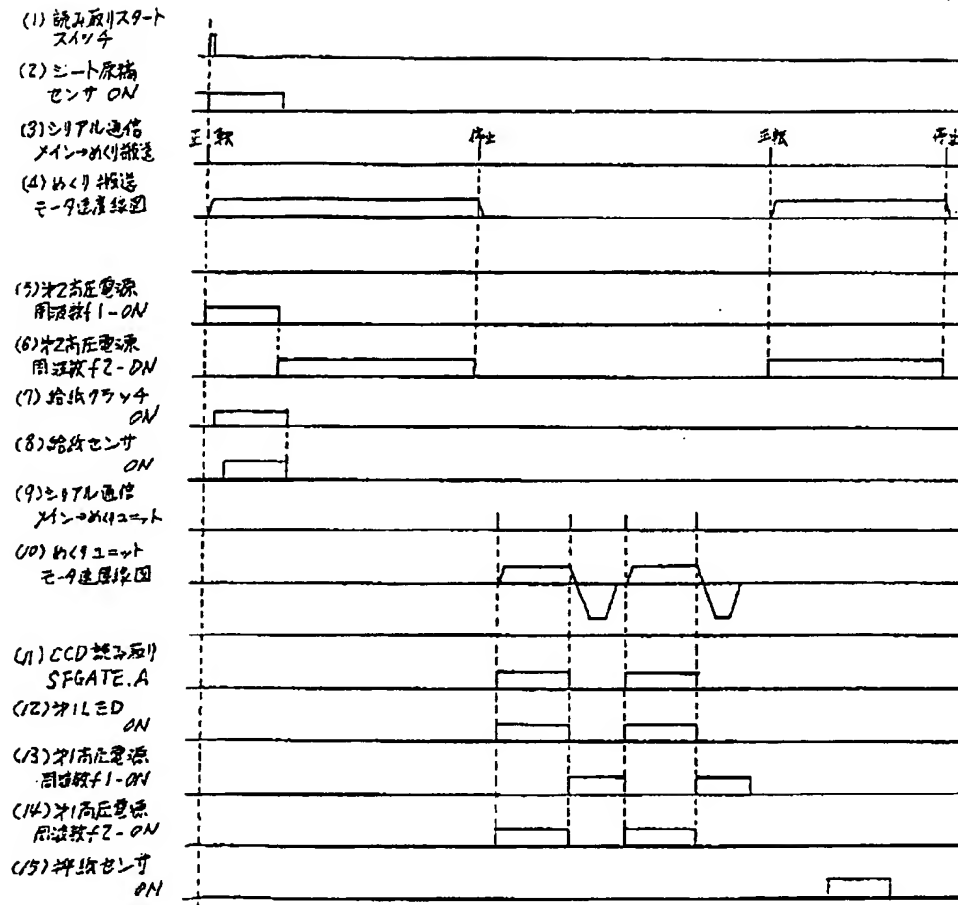 (1) 読み取りスタート
スイッチ
(2) シート原稿
センサ ON
(3) シリアル通信
メイン→めくり搬送
正転
停止
正転
停止
(4) めくり搬送
モータ速度線図
(5) 第2高圧電源
周波数f1-ON
(6) 第2高圧電源
周波数f2-ON
(7) 給紙クラッチ
ON
(8) 給紙センサ
ON
(9) シリアル通信
メイン→めくりユニット
(10) めくりユニット
モータ速度線図
(11) CCD読み取り
SFGATE.A
(12) 第1LED
ON
(13) 第1高圧電源
周波数f1-ON
(14) 第1高圧電源
周波数f2-ON
(15) 排紙センサ
ON